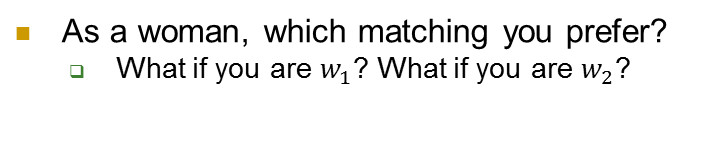 As a woman, which matching you prefer?
What if you are w₁? What if you are w₂?